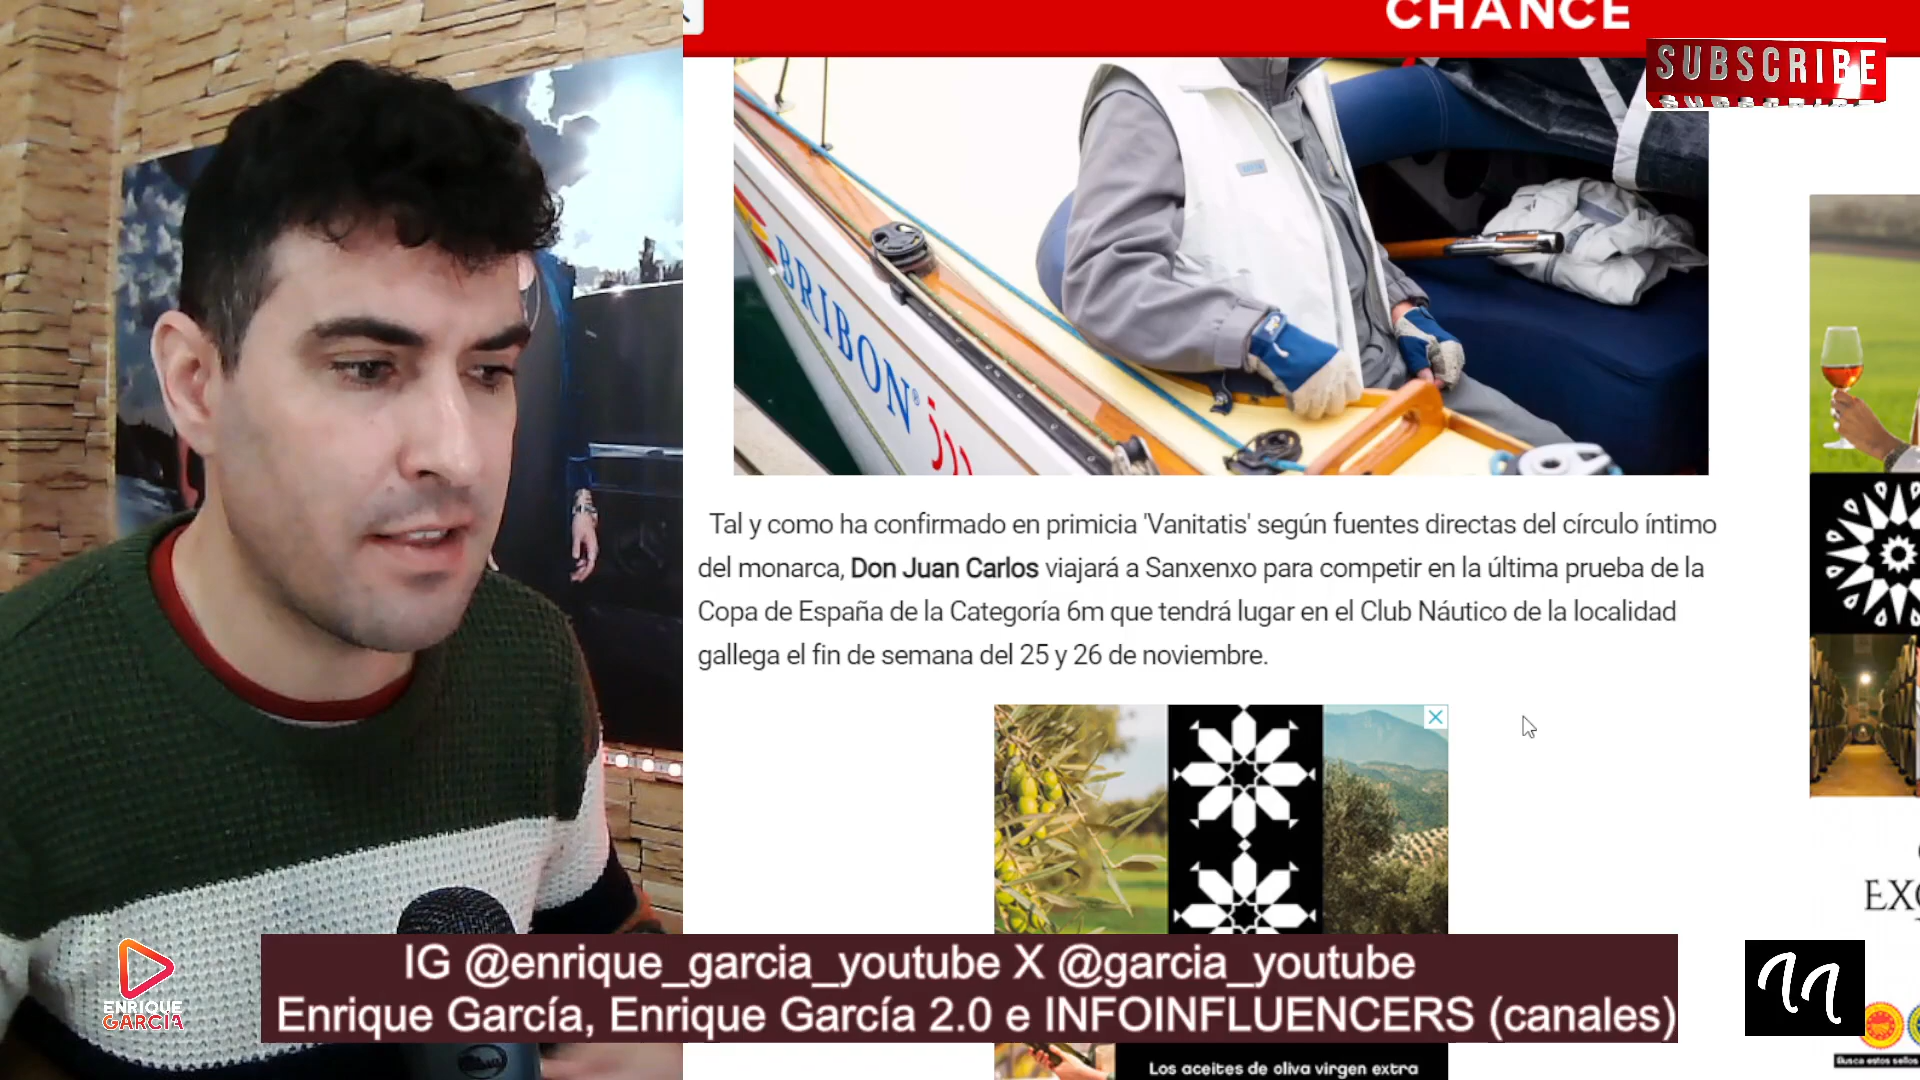 CHANCE
SUBSCRIBE
BRIBON
Tal y como ha confirmado en primicia 'Vanitatis' según fuentes directas del círculo íntimo
del monarca, Don Juan Carlos viajará a Sanxenxo para competir en la última prueba de la
Copa de España de la Categoría 6m que tendrá lugar en el Club Náutico de la localidad
gallega el fin de semana del 25 y 26 de noviembre.
EXC
IG @enrique_garcia_youtube X @garcia_youtube
Enrique García, Enrique García 2.0 e INFOINFLUENCERS (canales)
ENRIQUE
GARCÍA
Los aceites de oliva virgen extra
Busca estos sellos